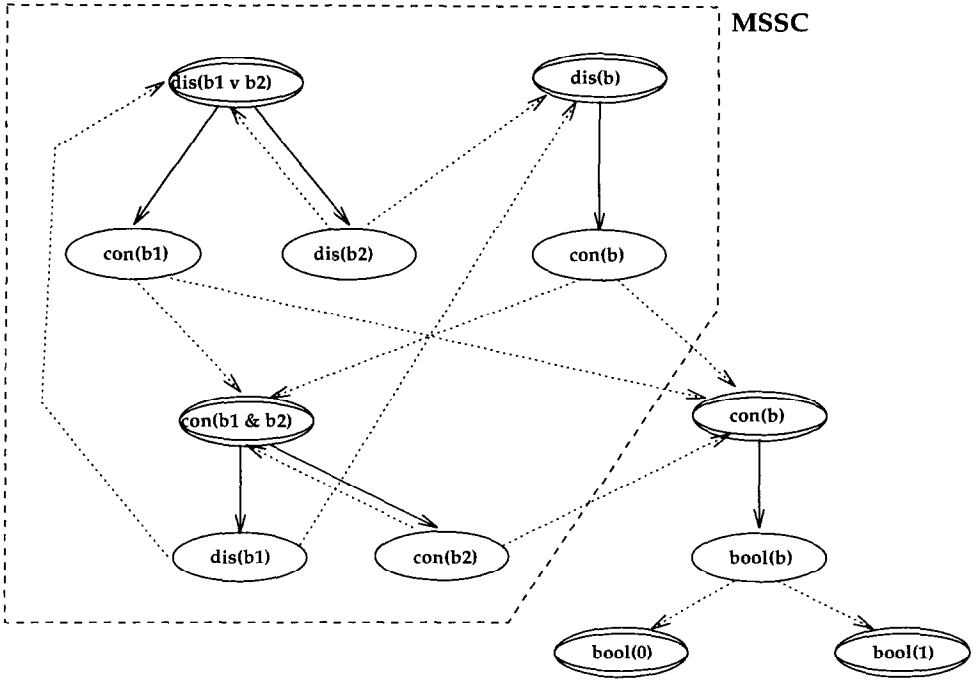 MSSC
dis(b1 v b2)
dis(b)
con(b1)
dis(b2)
con(b)
con(b1 & b2)
con(b)
dis(b1)
con(b2)
bool(b)
bool(0)
bool(1)